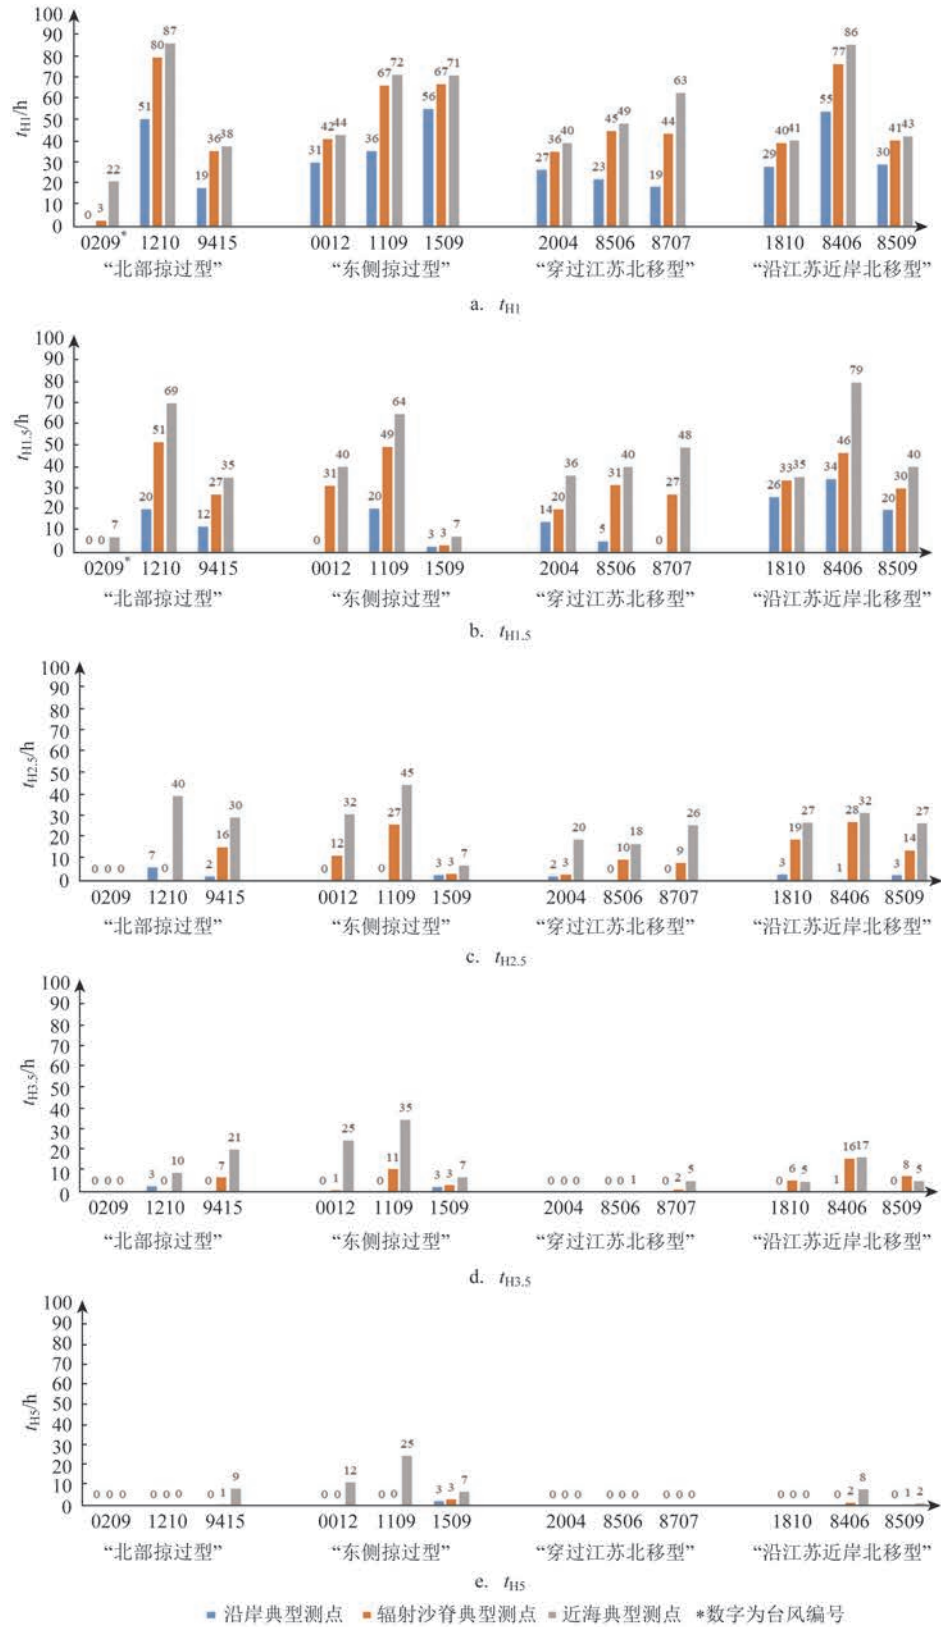 100
90
80
70
60
50
40
30
20
10
0
tH1/h
0 3 22 51 80 87 19 36 38 31 42 44 36 67 72 56 67 71 27 36 40 23 45 49 19 44 63 29 40 41 55 77 86 30 41 43
0209* 1210 9415 0012 1109 1509 2004 8506 8707 1810 8406 8509
“北部掠过型” “东侧掠过型” “穿过江苏北移型” “沿江苏近岸北移型”
a. tH1
100
90
80
70
60
50
40
30
20
10
0
tH1.5/h
0 0 7 20 51 69 12 27 35 0 31 40 20 49 64 3 3 7 14 20 36 5 31 40 0 27 48 26 33 35 34 46 79 20 30 40
0209* 1210 9415 0012 1109 1509 2004 8506 8707 1810 8406 8509
“北部掠过型” “东侧掠过型” “穿过江苏北移型” “沿江苏近岸北移型”
b. tH1.5
100
90
80
70
60
50
40
30
20
10
0
tH2.5/h
0 0 0 7 0 40 2 16 30 0 12 32 0 27 45 3 3 7 2 3 20 0 10 18 0 9 26 3 19 27 1 28 32 3 14 27
0209 1210 9415 0012 1109 1509 2004 8506 8707 1810 8406 8509
“北部掠过型” “东侧掠过型” “穿过江苏北移型” “沿江苏近岸北移型”
c. tH2.5
100
90
80
70
60
50
40
30
20
10
0
tH3.5/h
0 0 0 3 0 10 0 7 21 0 1 25 0 11 35 3 3 7 0 0 0 0 0 1 0 2 5 0 6 5 1 16 17 0 8 5
0209 1210 9415 0012 1109 1509 2004 8506 8707 1810 8406 8509
“北部掠过型” “东侧掠过型” “穿过江苏北移型” “沿江苏近岸北移型”
d. tH3.5
100
90
80
70
60
50
40
30
20
10
0
tH5/h
0 0 0 0 0 0 0 1 9 0 0 12 0 0 25 3 3 7 0 0 0 0 0 0 0 0 0 0 0 0 0 2 8 0 1 2
0209 1210 9415 0012 1109 1509 2004 8506 8707 1810 8406 8509
“北部掠过型” “东侧掠过型” “穿过江苏北移型” “沿江苏近岸北移型”
e. tH5
沿岸典型测点 辐射沙脊典型测点 近海典型测点 *数字为台风编号